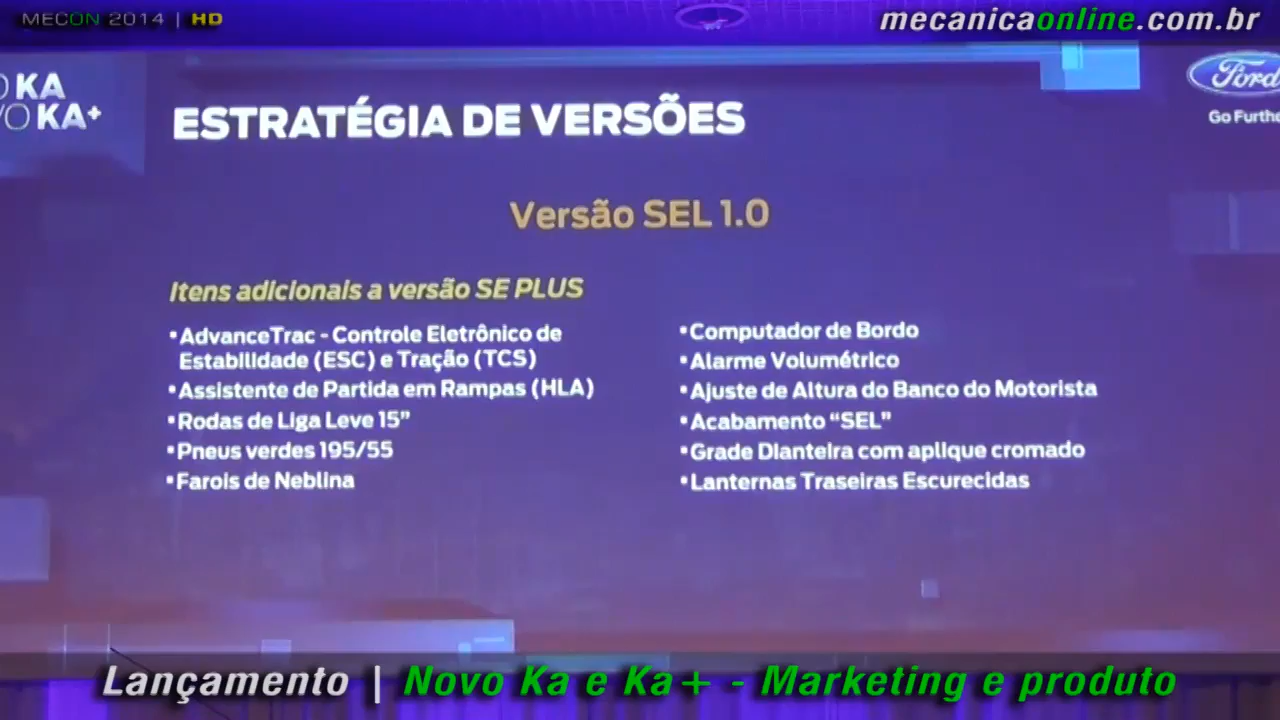 MECON 2014 | HD
mecanicaonline.com.br
KA
KA+
Ford
Go
ESTRATÉGIA DE VERSÕES
Versão SEL 1.0
Itens adicionais a versão SE PLUS
▪AdvanceTrac - Controle Eletrônico de
Estabilidade (ESC) e Tração (TCS)
▪Assistente de Partida em Rampas (HLA)
▪Rodas de Liga Leve 15”
▪Pneus verdes 195/55
▪Farois de Neblina
▪Computador de Bordo
▪Alarme Volumétrico
▪Ajuste de Altura do Banco do Motorista
▪Acabamento “SEL”
▪Grade Dianteira com aplique cromado
▪Lanternas Traseiras Escurecidas
Lançamento | Novo Ka e Ka+ - Marketing e produto